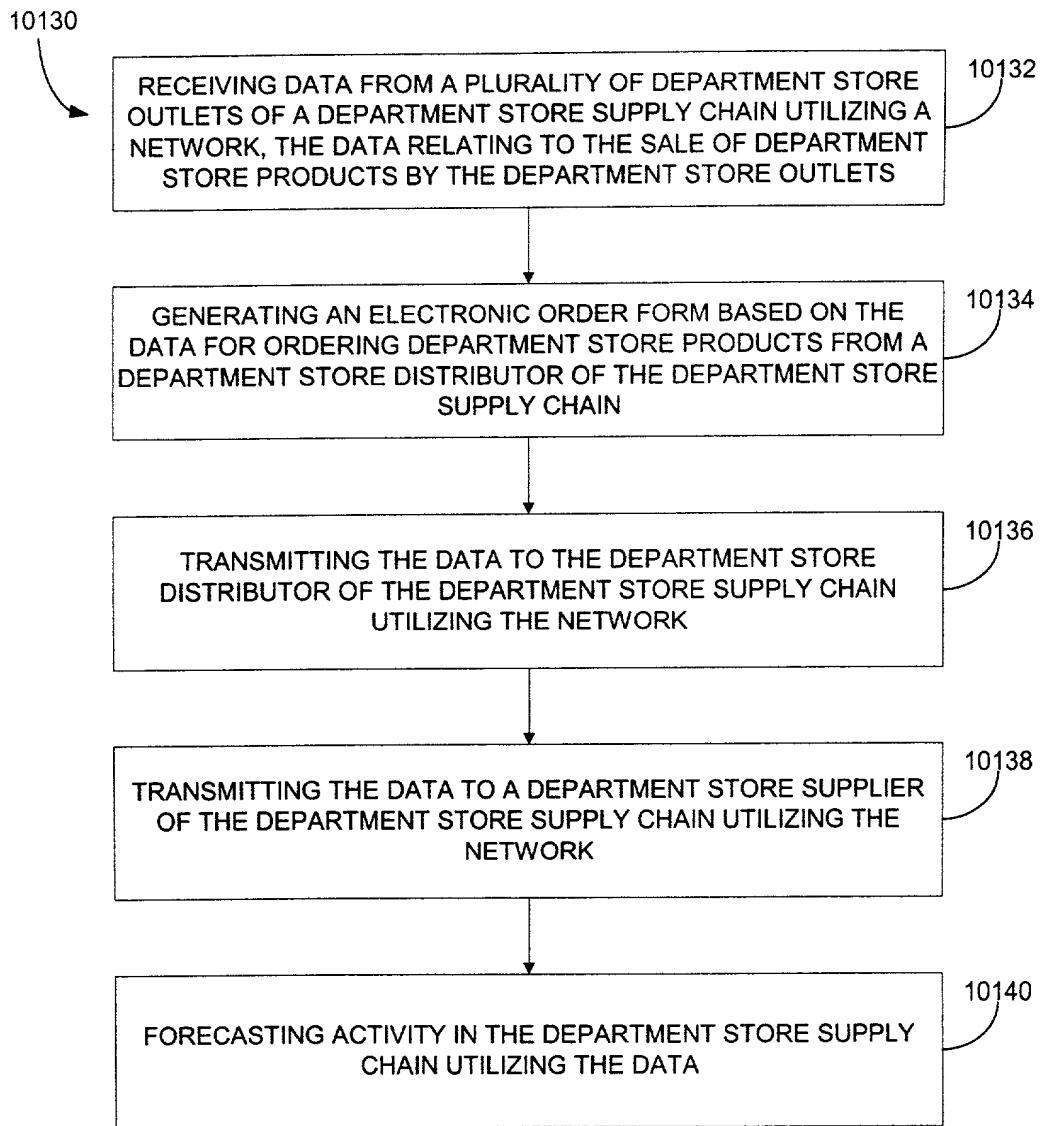 10130
10132
RECEIVING DATA FROM A PLURALITY OF DEPARTMENT STORE
OUTLETS OF A DEPARTMENT STORE SUPPLY CHAIN UTILIZING A
NETWORK, THE DATA RELATING TO THE SALE OF DEPARTMENT
STORE PRODUCTS BY THE DEPARTMENT STORE OUTLETS
10134
GENERATING AN ELECTRONIC ORDER FORM BASED ON THE
DATA FOR ORDERING DEPARTMENT STORE PRODUCTS FROM A
DEPARTMENT STORE DISTRIBUTOR OF THE DEPARTMENT STORE
SUPPLY CHAIN
10136
TRANSMITTING THE DATA TO THE DEPARTMENT STORE
DISTRIBUTOR OF THE DEPARTMENT STORE SUPPLY CHAIN
UTILIZING THE NETWORK
10138
TRANSMITTING THE DATA TO A DEPARTMENT STORE SUPPLIER
OF THE DEPARTMENT STORE SUPPLY CHAIN UTILIZING THE
NETWORK
10140
FORECASTING ACTIVITY IN THE DEPARTMENT STORE SUPPLY
CHAIN UTILIZING THE DATA